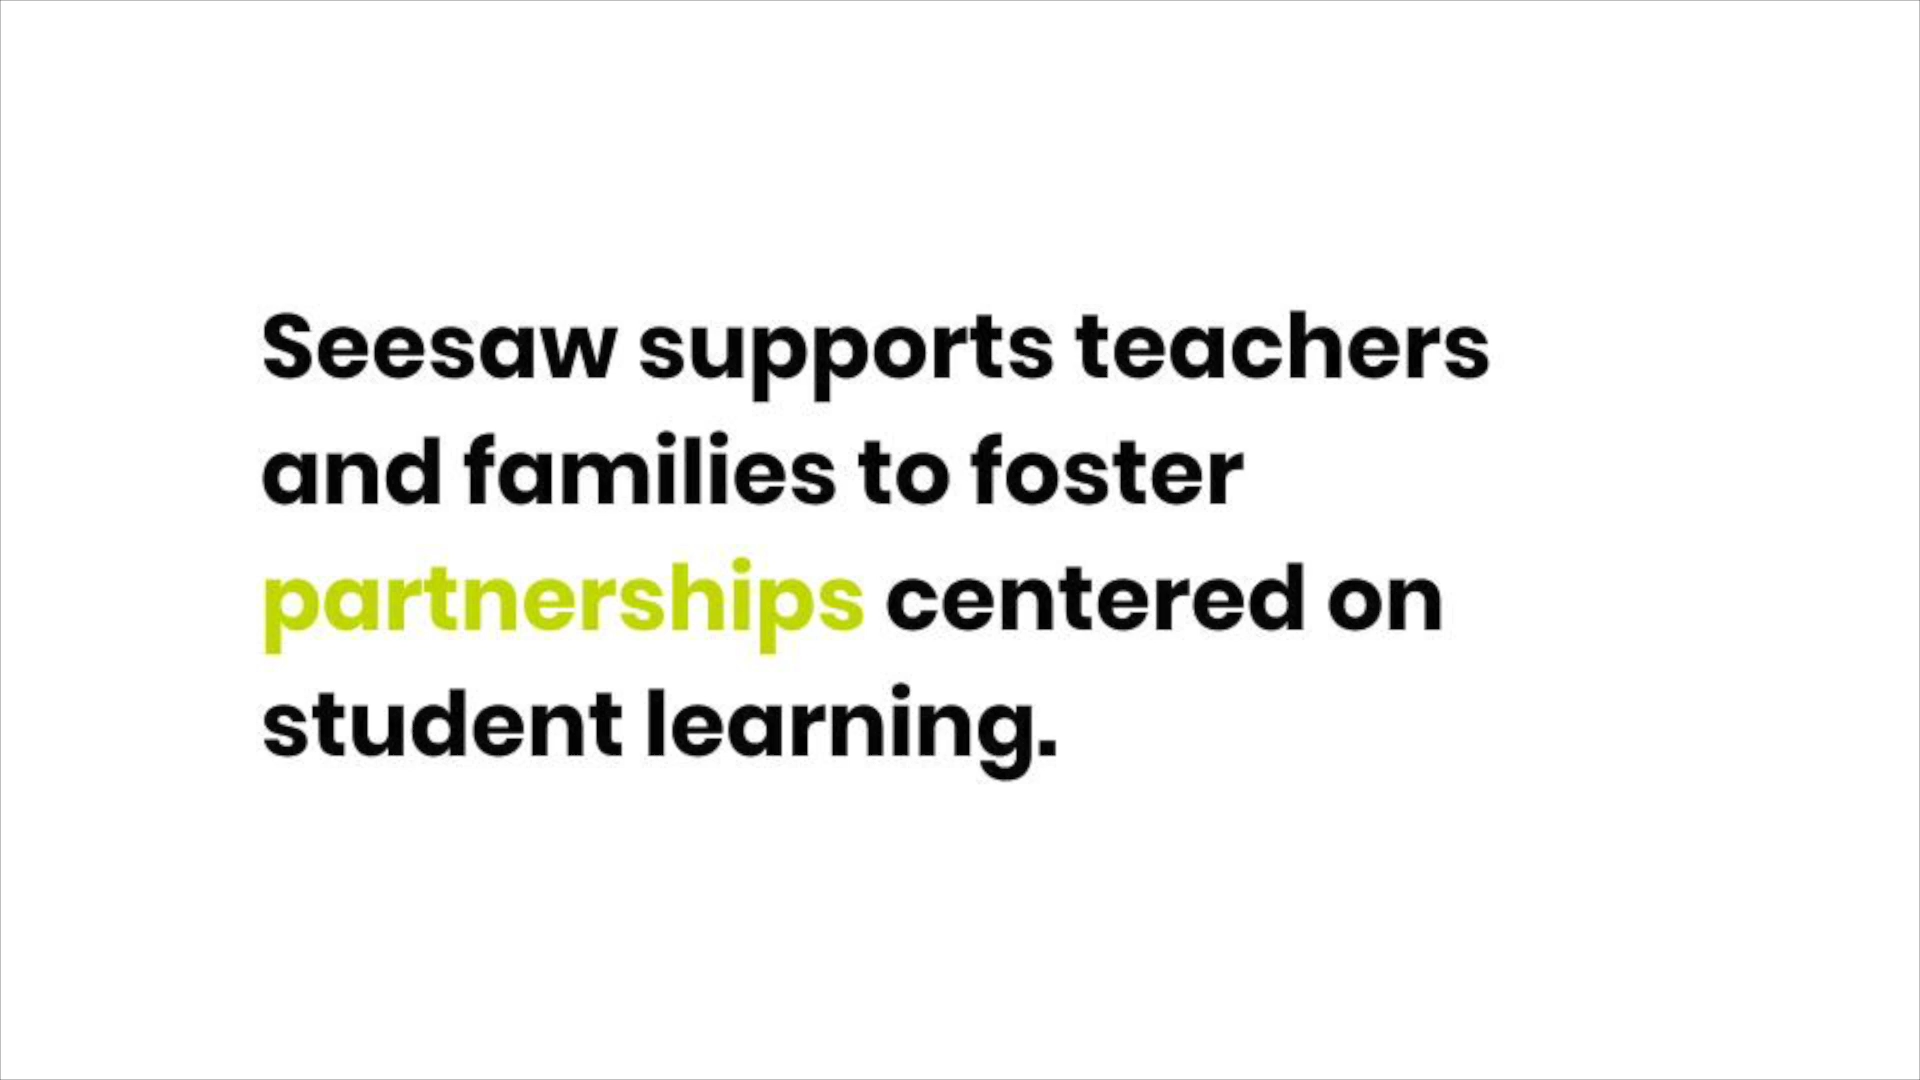 Seesaw supports teachers
and families to foster
partnerships centered on
student learning.